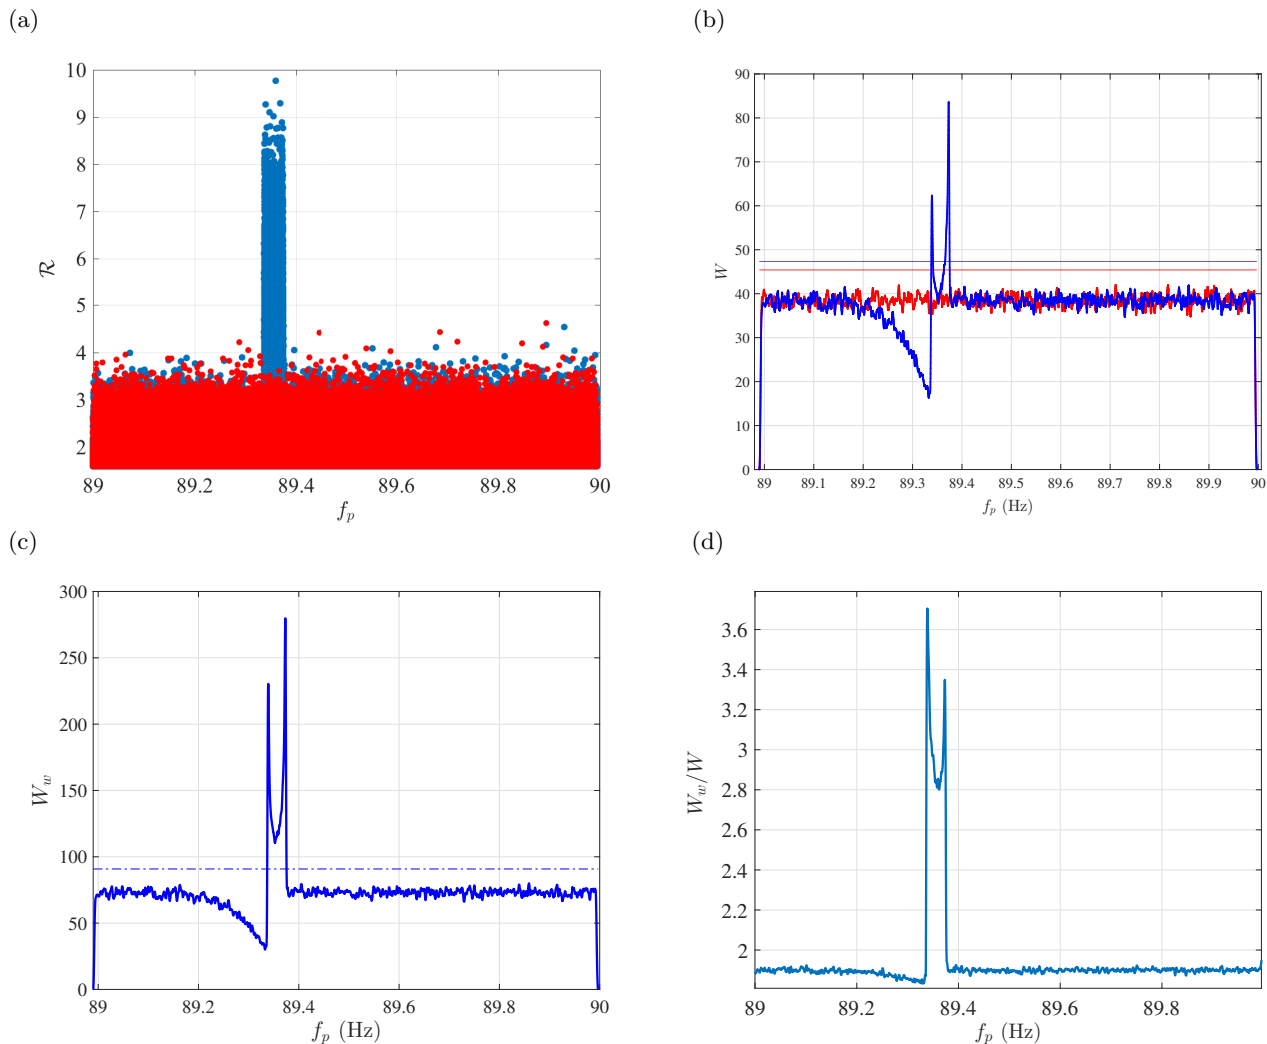 (a)
10
9
8
7
6
5
4
3
2
ℛ
89 89.2 89.4 89.6 89.8 90
f_p
(b)
90
80
70
60
50
40
30
20
10
0
W
89 89.1 89.2 89.3 89.4 89.5 89.6 89.7 89.8 89.9 90
f_p (Hz)
(c)
300
250
200
150
100
50
0
W_w
89 89.2 89.4 89.6 89.8 90
f_p (Hz)
(d)
3.6
3.4
3.2
3
2.8
2.6
2.4
2.2
2
W_w/W
89 89.2 89.4 89.6 89.8
f_p (Hz)